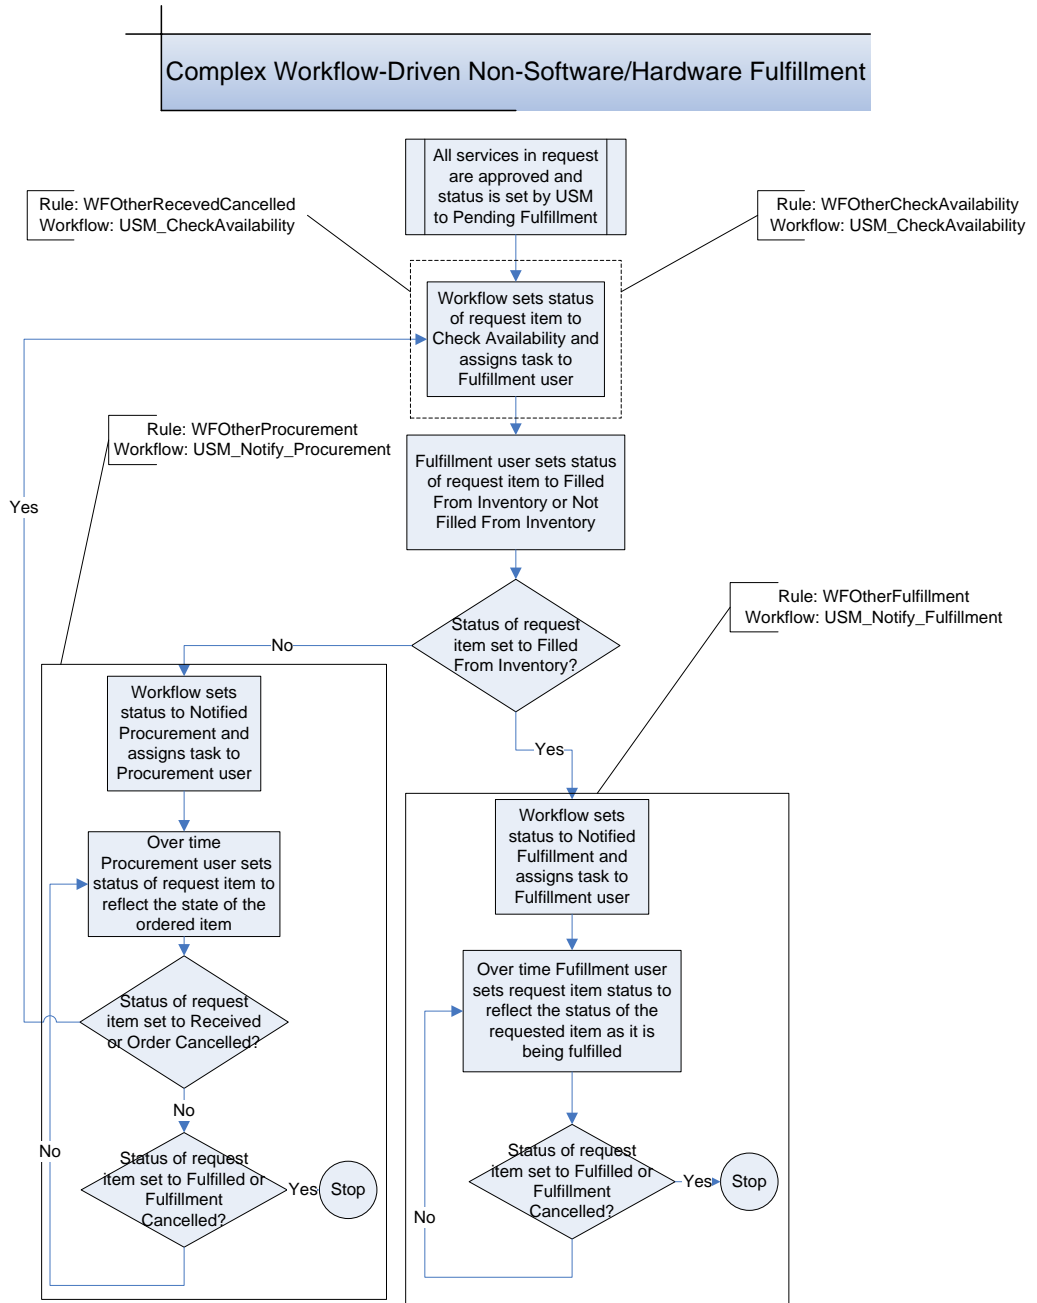 Complex Workflow-Driven Non-Software/Hardware Fulfillment
All services in request
are approved and
status is set by USM
to Pending Fulfillment
Rule: WFOtherRecevedCancelled
Workflow: USM_CheckAvailability
Rule: WFOtherCheckAvailability
Workflow: USM_CheckAvailability
Workflow sets status
of request item to
Check Availability and
assigns task to
Fulfillment user
Rule: WFOtherProcurement
Workflow: USM_Notify_Procurement
Fulfillment user sets status
of request item to Filled
From Inventory or Not
Filled From Inventory
Yes
Rule: WFOtherFulfillment
Workflow: USM_Notify_Fulfillment
Status of request
item set to Filled
From Inventory?
No
Yes
Workflow sets
status to Notified
Procurement and
assigns task to
Procurement user
Over time
Procurement user sets
status of request item to
reflect the state of the
ordered item
Status of request
item set to Received
or Order Cancelled?
No
No
Status of request
item set to Fulfilled or
Fulfillment
Cancelled?
Yes
Stop
Workflow sets
status to Notified
Fulfillment and
assigns task to
Fulfillment user
Over time Fufillment user
sets request item status to
reflect the status of the
requested item as it is
being fulfilled
Status of request
item set to Fulfilled or
Fulfillment
Cancelled?
Yes
Stop
No